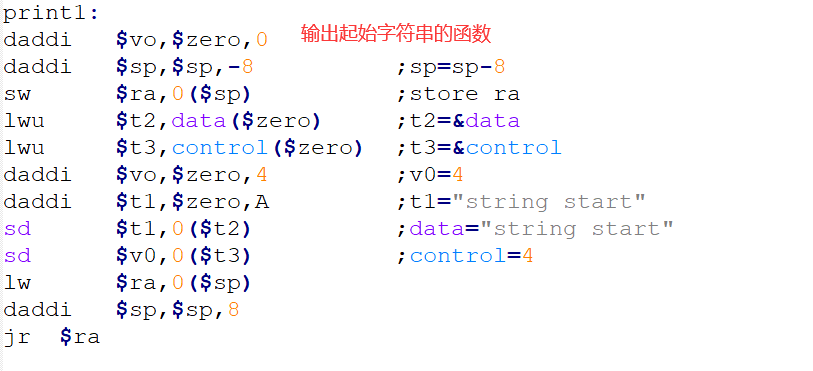 print1:
daddi $vo,$zero,0 输出起始字符串的函数
daddi $sp,$sp,-8 ;sp=sp-8
sw $ra,0($sp) ;store ra
lwu $t2,data($zero) ;t2=&data
lwu $t3,control($zero) ;t3=&control
daddi $vo,$zero,4 ;v0=4
daddi $t1,$zero,A ;t1="string start"
sd $t1,0($t2) ;data="string start"
sd $v0,0($t3) ;control=4
lw $ra,0($sp)
daddi $sp,$sp,8
jr $ra